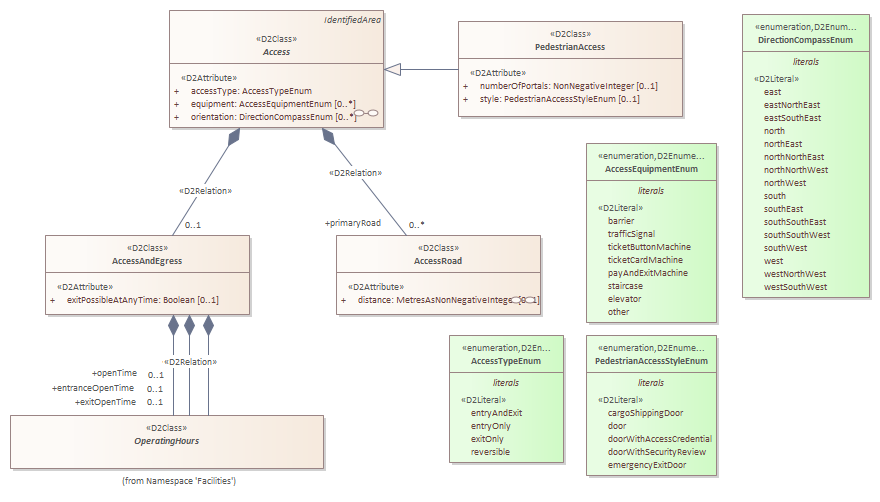 IdentifiedArea
«D2Class»
Access
«D2Attribute»
+ accessType: AccessTypeEnum
+ equipment: AccessEquipmentEnum [0..*]
+ orientation: DirectionCompassEnum [0..*]
«D2Class»
PedestrianAccess
«D2Attribute»
+ numberOfPortals: NonNegativeInteger [0..1]
+ style: PedestrianAccessStyleEnum [0..1]
«enumeration,D2Enum...
DirectionCompassEnum
literals
«D2Literal»
east
eastNorthEast
eastSouthEast
north
northEast
northNorthEast
northNorthWest
northWest
south
southEast
southSouthEast
southSouthWest
southWest
west
westNorthWest
westSouthWest
«enumeration,D2Enume...
AccessEquipmentEnum
literals
«D2Literal»
barrier
trafficSignal
ticketButtonMachine
ticketCardMachine
payAndExitMachine
staircase
elevator
other
«D2Relation»
0..1
«D2Relation»
+primaryRoad 0..*
«D2Class»
AccessAndEgress
«D2Attribute»
+ exitPossibleAtAnyTime: Boolean [0..1]
«D2Class»
AccessRoad
«D2Attribute»
+ distance: MetresAsNonNegativeInteger [0..1]
«D2Relation»
+openTime 0..1
+entranceOpenTime 0..1
+exitOpenTime 0..1
«D2Class»
OperatingHours
(from Namespace 'Facilities')
«enumeration,D2En...
AccessTypeEnum
literals
«D2Literal»
entryAndExit
entryOnly
exitOnly
reversible
«enumeration,D2Enume...
PedestrianAccessStyleEnum
literals
«D2Literal»
cargoShippingDoor
door
doorWithAccessCredential
doorWithSecurityReview
emergencyExitDoor